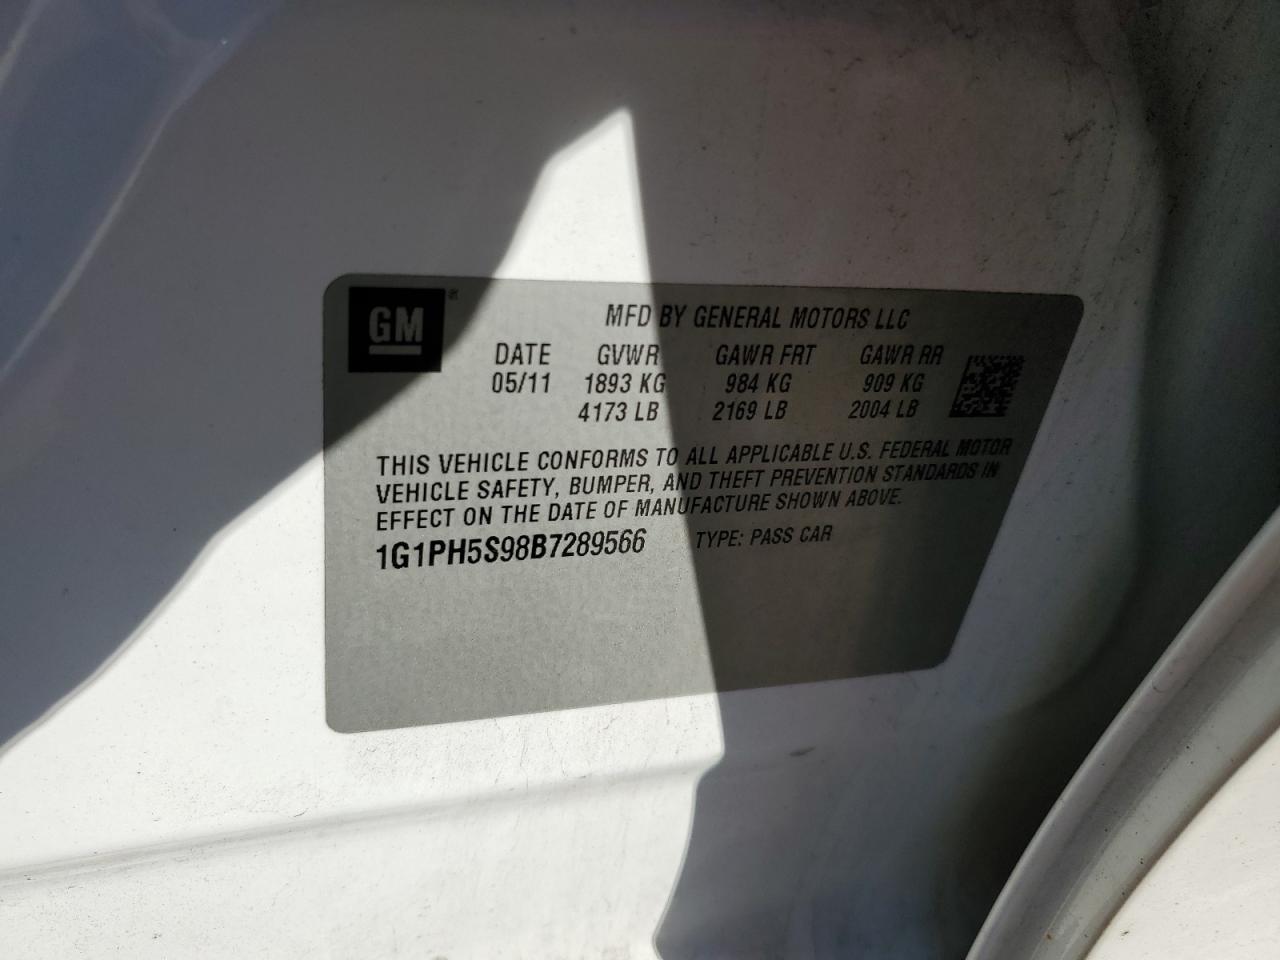 GM®
MFD BY GENERAL MOTORS LLC
DATE GVWR GAWR FRT GAWR RR
05/11 1893 KG 984 KG 909 KG
4173 LB 2169 LB 2004 LB
THIS VEHICLE CONFORMS TO ALL APPLICABLE U.S. FEDERAL MOTOR
VEHICLE SAFETY, BUMPER, AND THEFT PREVENTION STANDARDS IN
EFFECT ON THE DATE OF MANUFACTURE SHOWN ABOVE.
1G1PH5S98B7289566 TYPE: PASS CAR